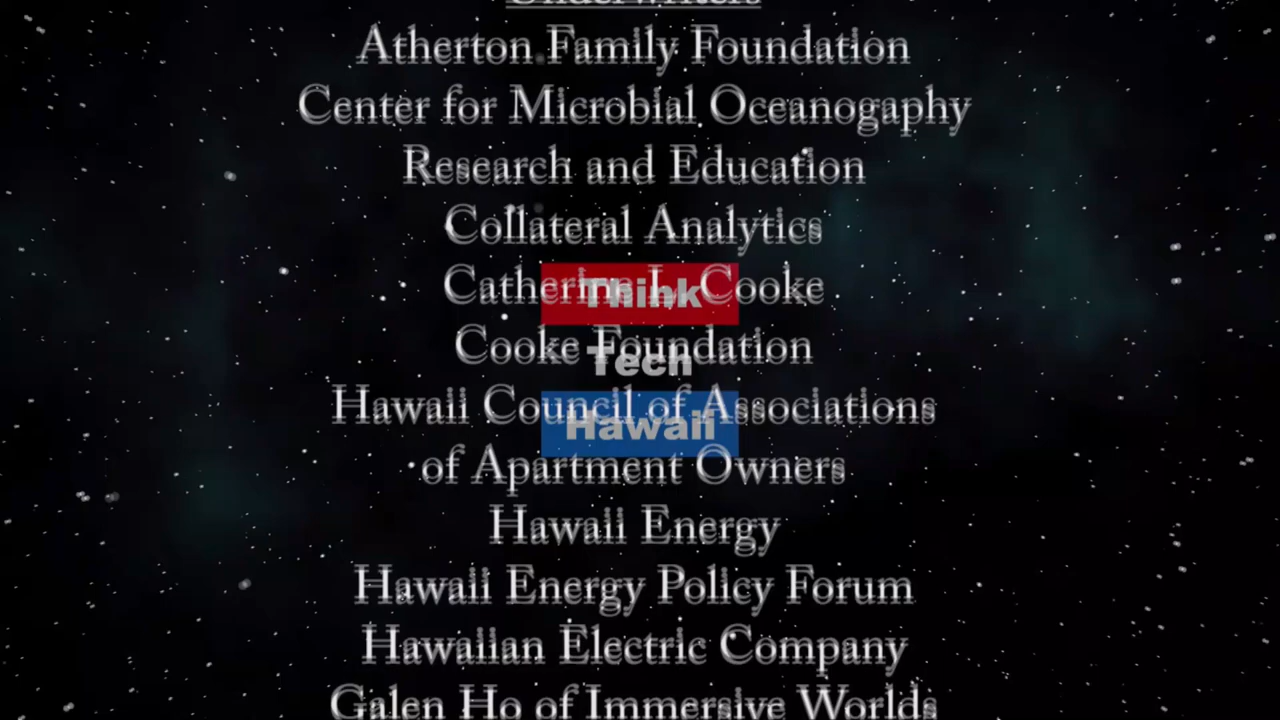 Underwriters
Atherton Family Foundation
Center for Microbial Oceanogaphy
Research and Education
Collateral Analytics
Catherine L. Cooke
Think
Cooke Foundation
Tech
Hawaii Council of Associations
Hawaii
of Apartment Owners
Hawaii Energy
Hawaii Energy Policy Forum
Hawaiian Electric Company
Galen Ho of Immersive Worlds